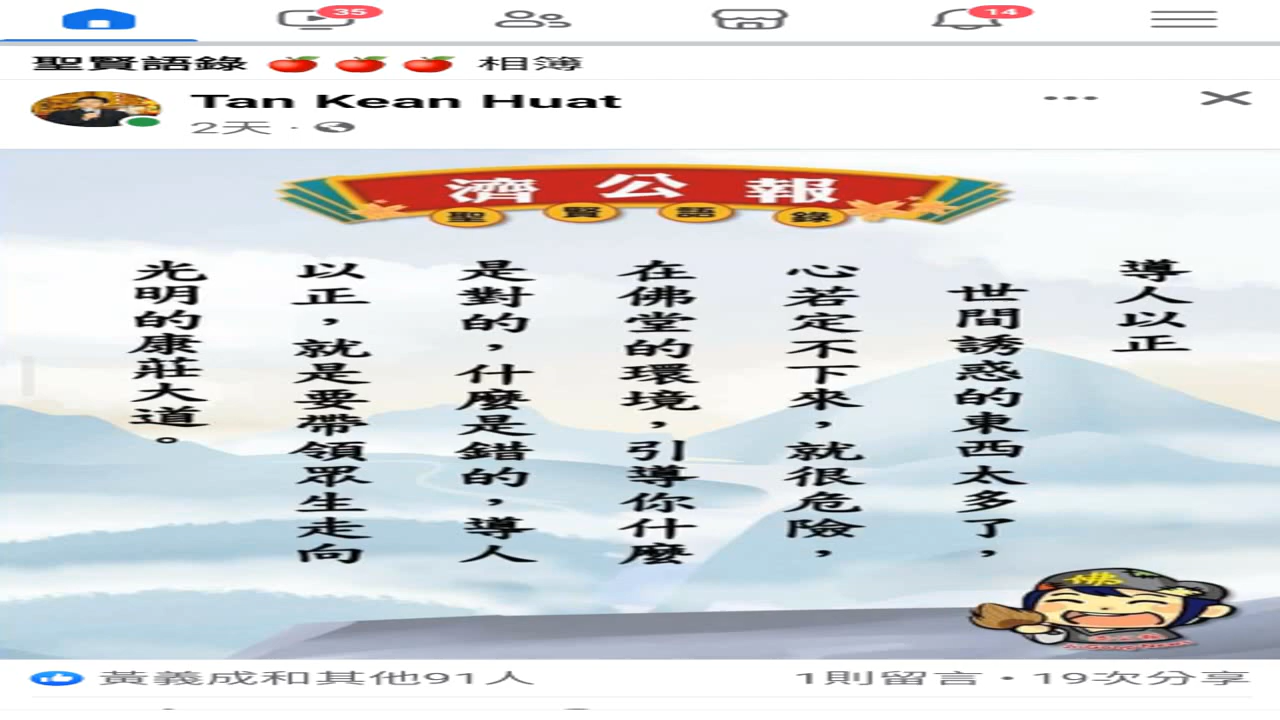 35
14
聖賢語錄 🍎 🍎 🍎 相簿
Tan Kean Huat
2天 ·
濟公報
聖賢語錄
導人以正
世間誘惑的東西太多了，
心若定不下來，就很危險，
在佛堂的環境，引導你什麼
是對的，什麼是錯的，導人
以正，就是要帶領眾生走向
光明的康莊大道。
佛
黃義成和其他91人
1則留言 • 19次分享